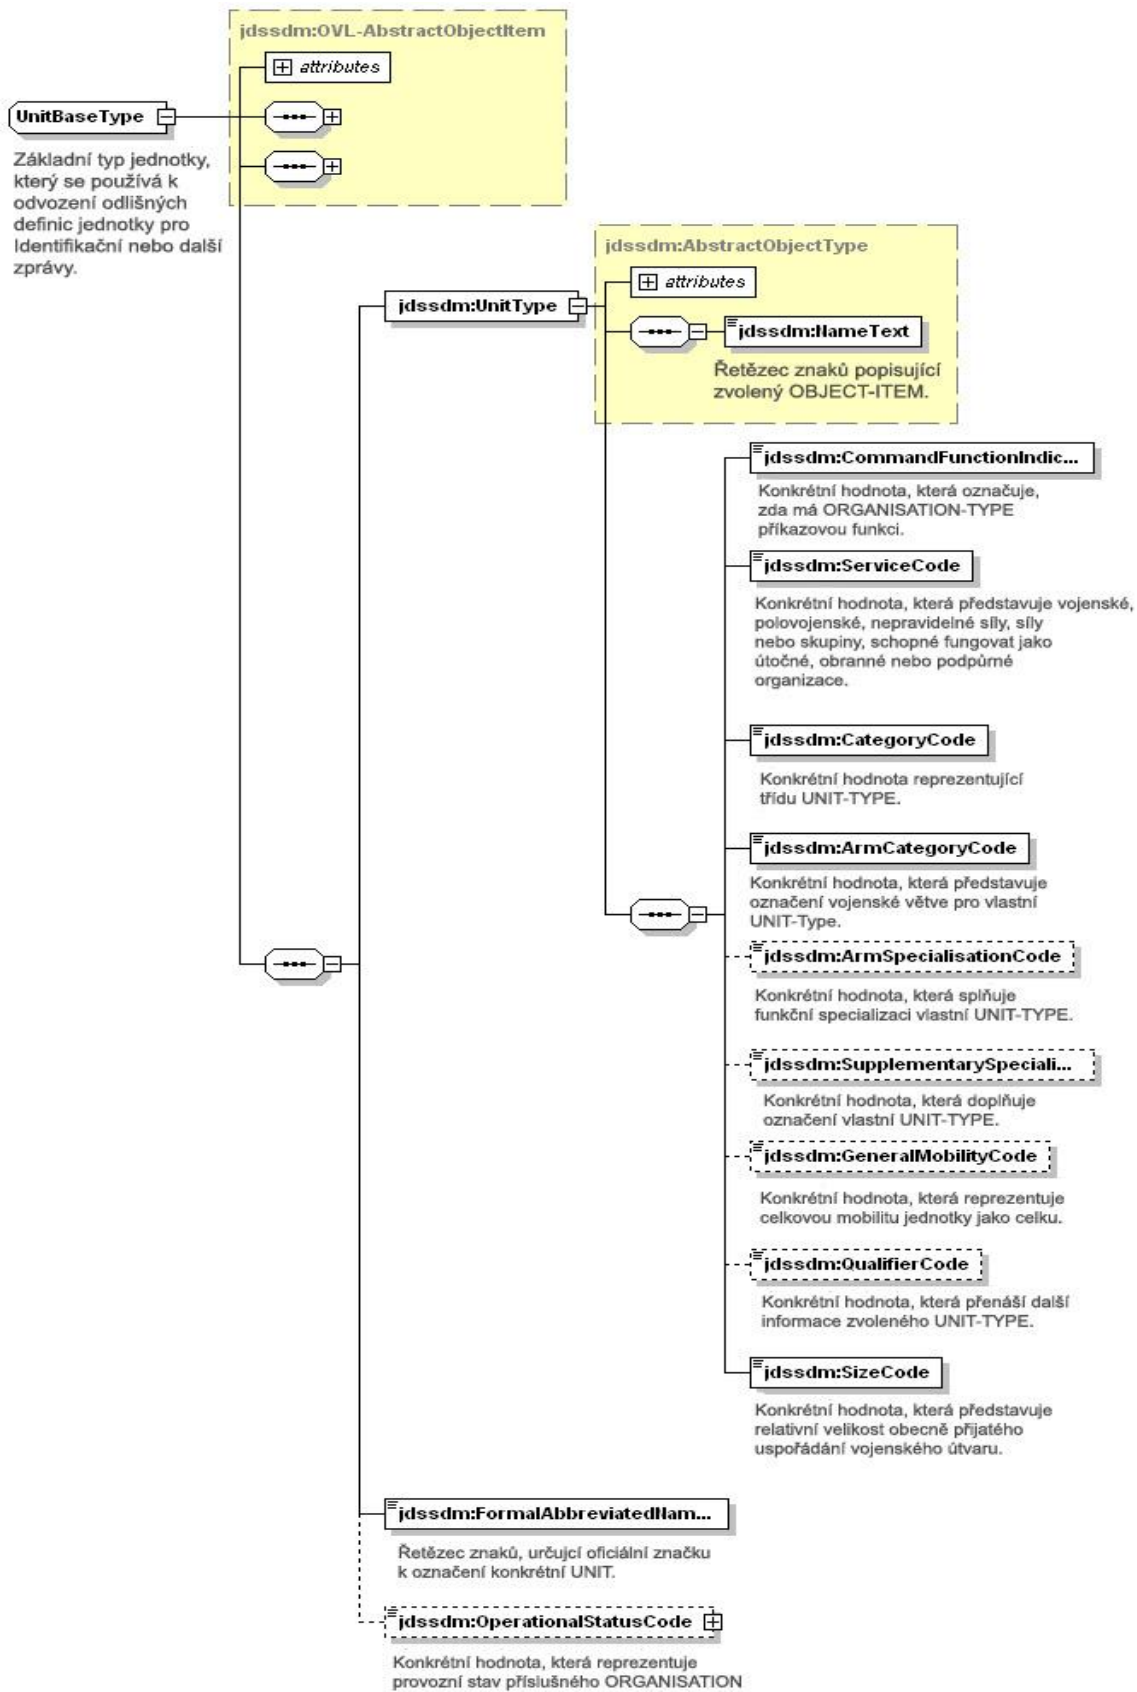 jdssdm:OVL-AbstractObjectItem
attributes
UnitBaseType
Základní typ jednotky,
který se používá k
odvození odlišných
definic jednotky pro
Identifikační nebo další
zprávy.
jdssdm:AbstractObjectType
attributes
jdssdm:UnitType
jdssdm:NameText
Řetězec znaků popisující
zvolený OBJECT-ITEM.
jdssdm:CommandFunctionIndic...
Konkrétní hodnota, která označuje,
zda má ORGANISATION-TYPE
příkazovou funkci.
jdssdm:ServiceCode
Konkrétní hodnota, která představuje vojenské,
polovojenské, nepravidelné síly, síly
nebo skupiny, schopné fungovat jako
útočné, obranné nebo podpůrné
organizace.
jdssdm:CategoryCode
Konkrétní hodnota reprezentující
třídu UNIT-TYPE.
jdssdm:ArmCategoryCode
Konkrétní hodnota, která představuje
označení vojenské větve pro vlastní
UNIT-Type.
jdssdm:ArmSpecialisationCode
Konkrétní hodnota, která splňuje
funkční specializaci vlastní UNIT-TYPE.
jdssdm:SupplementarySpeciali...
Konkrétní hodnota, která doplňuje
označení vlastní UNIT-TYPE.
jdssdm:GeneralMobilityCode
Konkrétní hodnota, která reprezentuje
celkovou mobilitu jednotky jako celku.
jdssdm:QualifierCode
Konkrétní hodnota, která přenáší další
informace zvoleného UNIT-TYPE.
jdssdm:SizeCode
Konkrétní hodnota, která představuje
relativní velikost obecně přijatého
uspořádání vojenského útvaru.
jdssdm:FormalAbbreviatedNam...
Řetězec znaků, určujcí oficiální značku
k označení konkrétní UNIT.
jdssdm:OperationalStatusCode
Konkrétní hodnota, která reprezentuje
provozní stav příslušného ORGANISATION